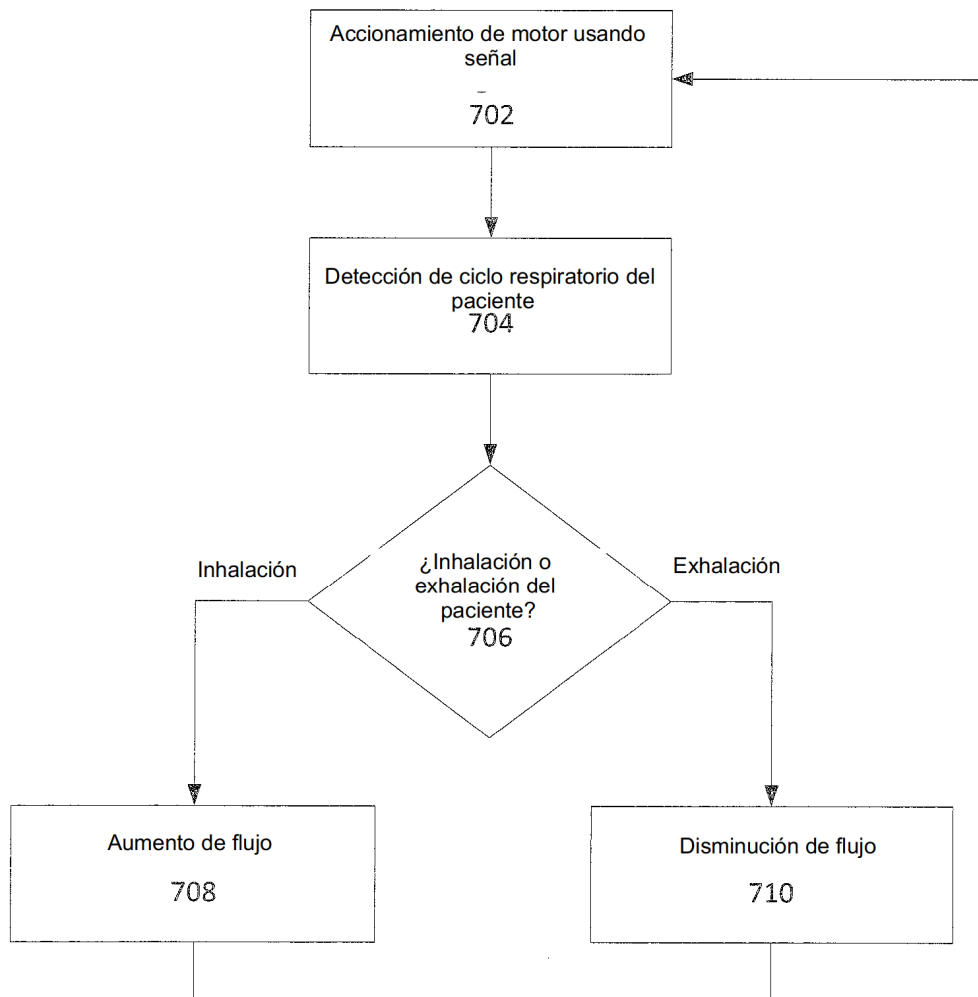 Accionamiento de motor usando
señal
702
Detección de ciclo respiratorio del
paciente
704
Inhalación
¿Inhalación o
exhalación del
paciente?
706
Exhalación
Aumento de flujo
708
Disminución de flujo
710